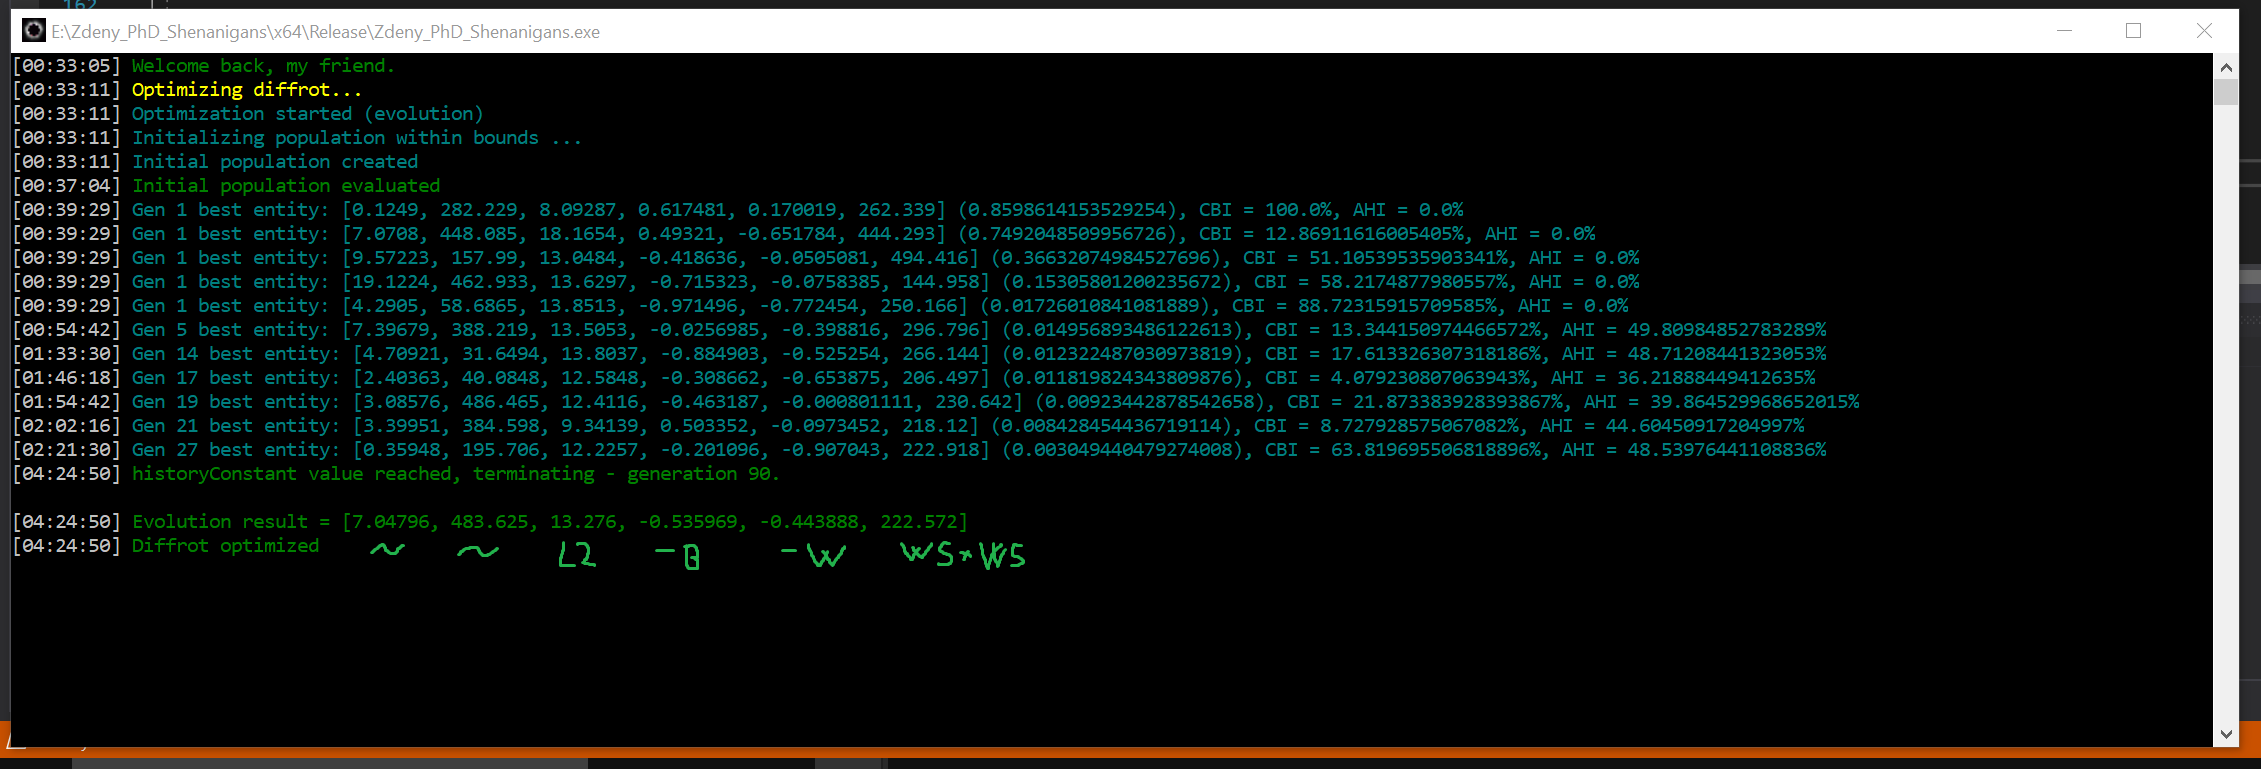 162
E:\Zdeny_PhD_Shenanigans\x64\Release\Zdeny_PhD_Shenanigans.exe
[00:33:05] Welcome back, my friend.
[00:33:11] Optimizing diffrot...
[00:33:11] Optimization started (evolution)
[00:33:11] Initializing population within bounds ...
[00:33:11] Initial population created
[00:37:04] Initial population evaluated
[00:39:29] Gen 1 best entity: [0.1249, 282.229, 8.09287, 0.617481, 0.170019, 262.339] (0.8598614153529254), CBI = 100.0%, AHI = 0.0%
[00:39:29] Gen 1 best entity: [7.0708, 448.085, 18.1654, 0.49321, -0.651784, 444.293] (0.7492048509956726), CBI = 12.86911616005405%, AHI = 0.0%
[00:39:29] Gen 1 best entity: [9.57223, 157.99, 13.0484, -0.418636, -0.0505081, 494.416] (0.36632074984527696), CBI = 51.10539535903341%, AHI = 0.0%
[00:39:29] Gen 1 best entity: [19.1224, 462.933, 13.6297, -0.715323, -0.0758385, 144.958] (0.15305801200235672), CBI = 58.2174877980557%, AHI = 0.0%
[00:39:29] Gen 1 best entity: [4.2905, 58.6865, 13.8513, -0.971496, -0.772454, 250.166] (0.01726010841081889), CBI = 88.72315915709585%, AHI = 0.0%
[00:54:42] Gen 5 best entity: [7.39679, 388.219, 13.5053, -0.0256985, -0.398816, 296.796] (0.014956893486122613), CBI = 13.344150974466572%, AHI = 49.80984852783289%
[01:33:30] Gen 14 best entity: [4.70921, 31.6494, 13.8037, -0.884903, -0.525254, 266.144] (0.012322487030973819), CBI = 17.613326307318186%, AHI = 48.71208441323053%
[01:46:18] Gen 17 best entity: [2.40363, 40.0848, 12.5848, -0.308662, -0.653875, 206.497] (0.011819824343809876), CBI = 4.079230807063943%, AHI = 36.21888449412635%
[01:54:42] Gen 19 best entity: [3.08576, 486.465, 12.4116, -0.463187, -0.000801111, 230.642] (0.00923442878542658), CBI = 21.873383928393867%, AHI = 39.864529968652015%
[02:02:16] Gen 21 best entity: [3.39951, 384.598, 9.34139, 0.503352, -0.0973452, 218.12] (0.008428454436719114), CBI = 8.727928575067082%, AHI = 44.60450917204997%
[02:21:30] Gen 27 best entity: [0.35948, 195.706, 12.2257, -0.201096, -0.907043, 222.918] (0.003049440479274008), CBI = 63.819695506818896%, AHI = 48.53976441108836%
[04:24:50] historyConstant value reached, terminating - generation 90.
[04:24:50] Evolution result = [7.04796, 483.625, 13.276, -0.535969, -0.443888, 222.572]
[04:24:50] Diffrot optimized
~ ~ L2 -B -W WS*WS